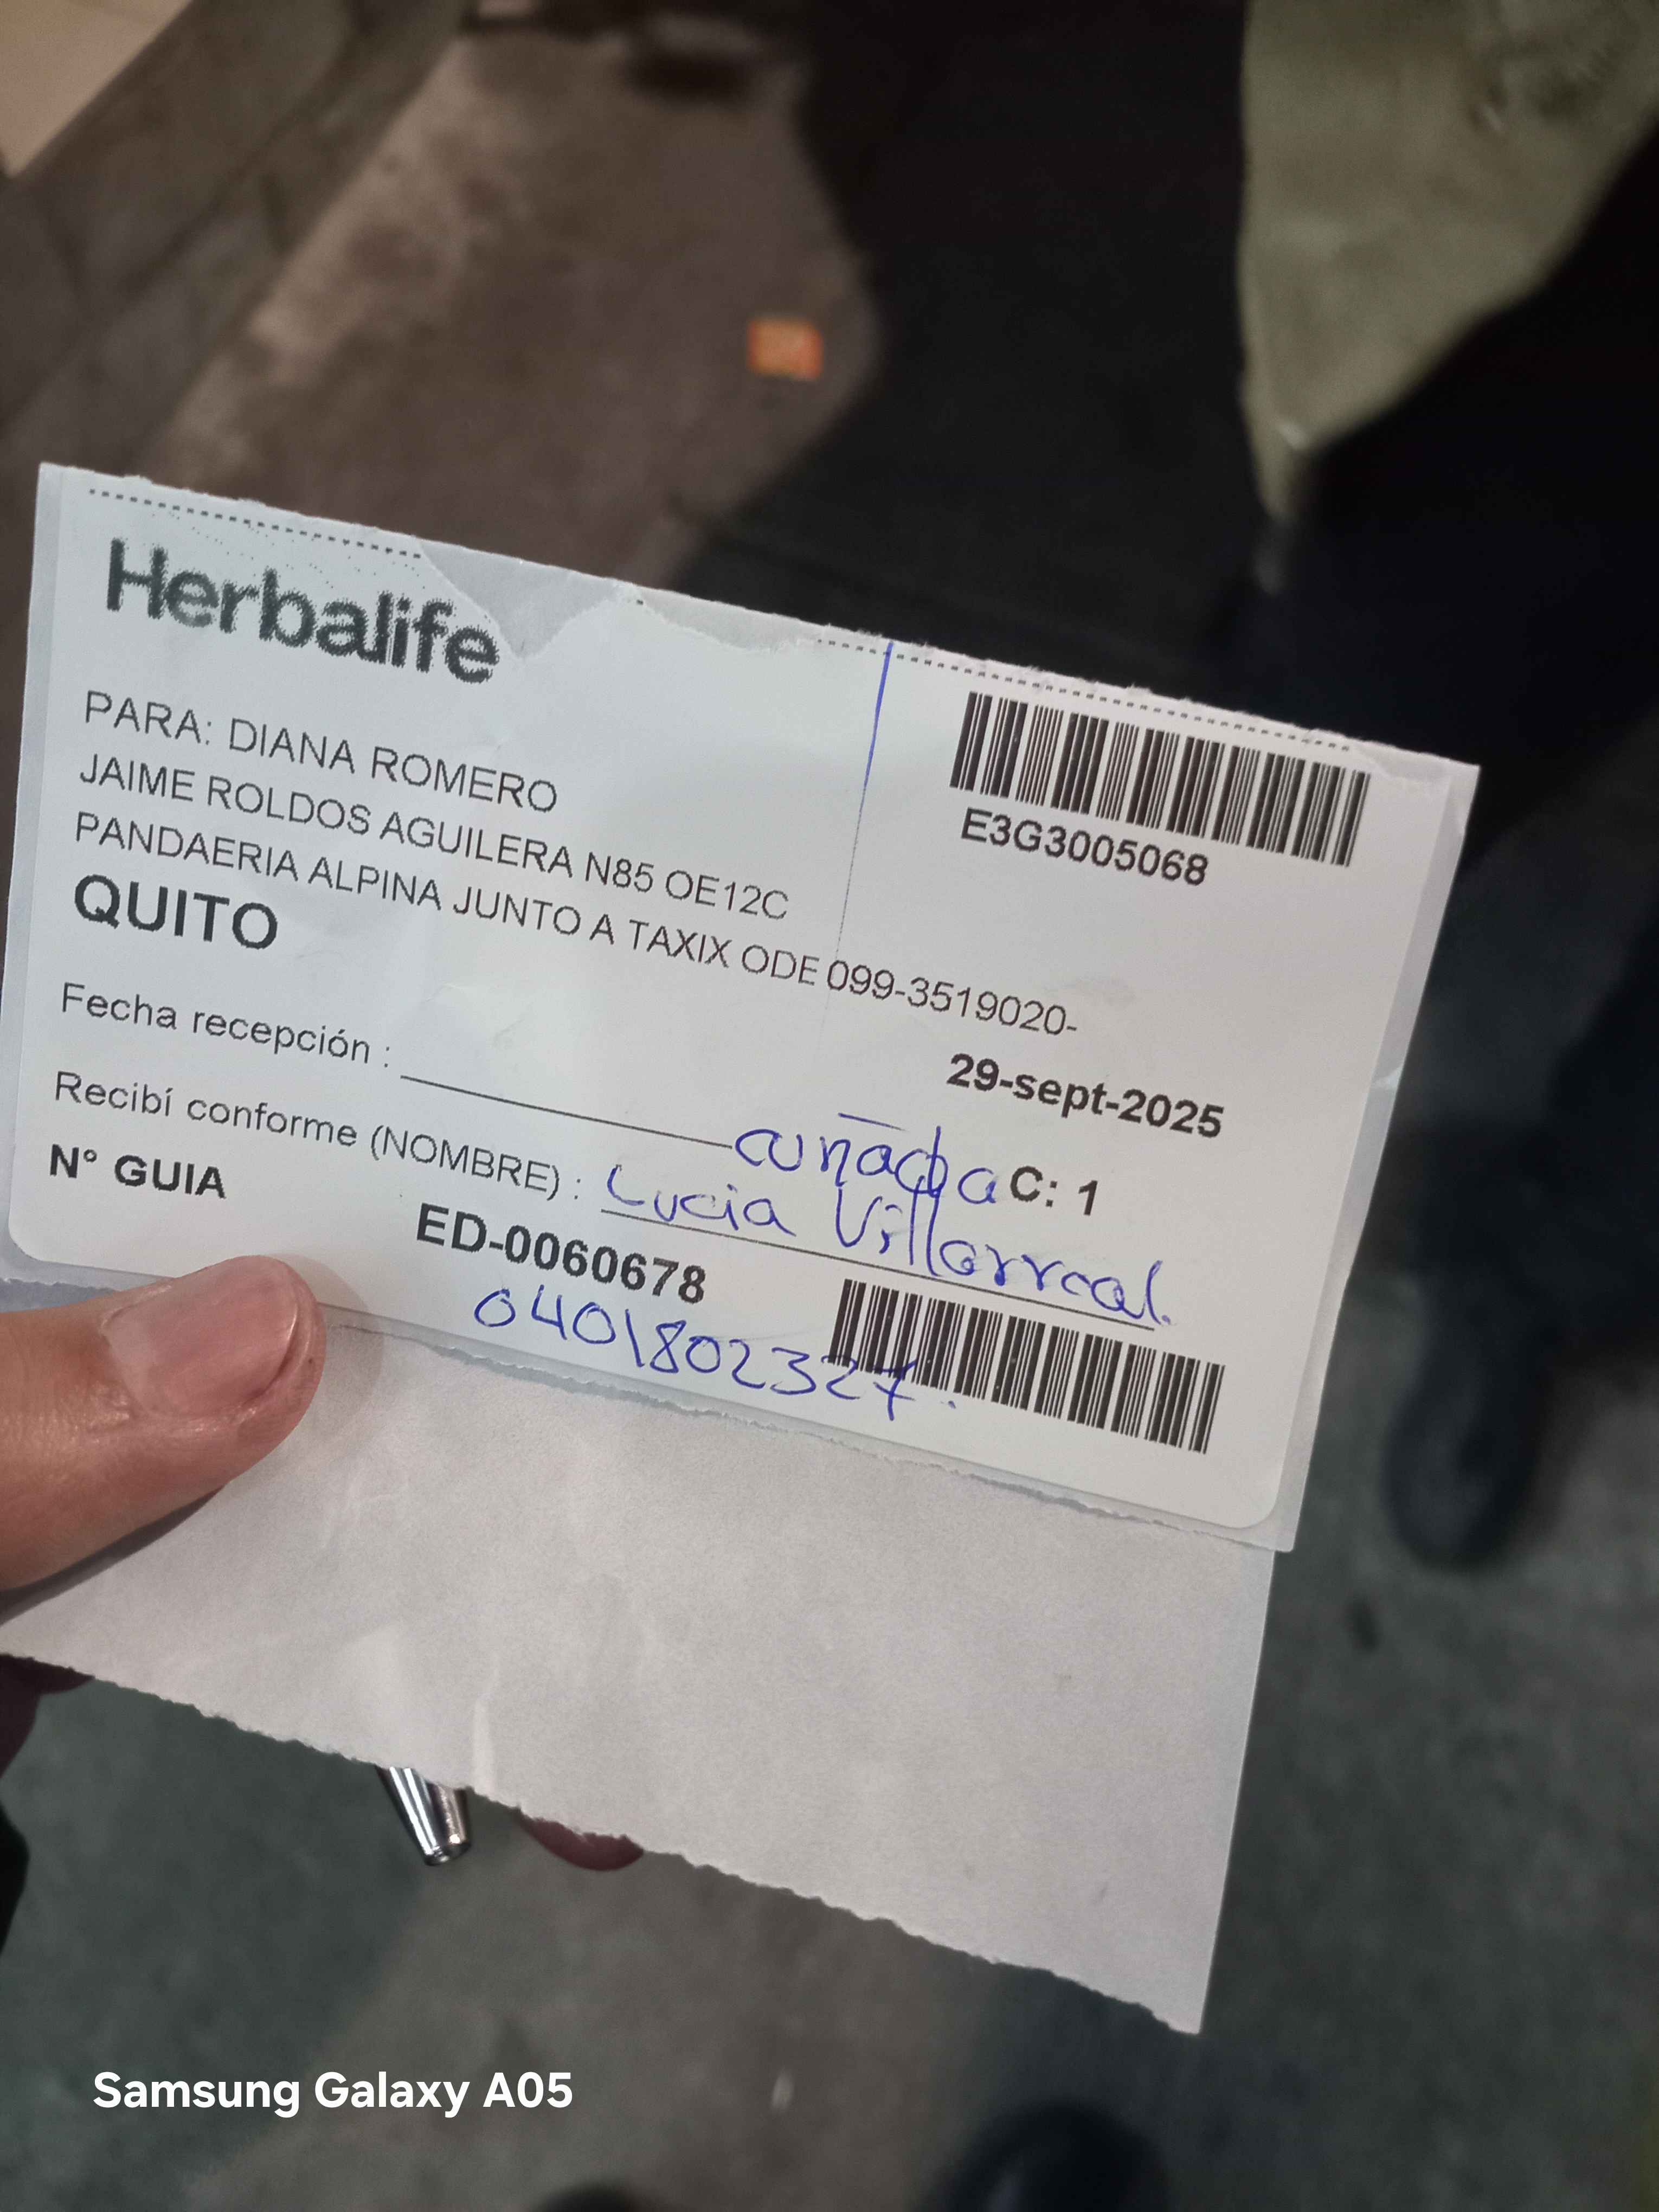 Herbalife
E3G3005068
PARA: DIANA ROMERO
JAIME ROLDOS AGUILERA N85 OE12C
PANDAERIA ALPINA JUNTO A TAXIX ODE 099-3519020-
QUITO
29-sept-2025
Fecha recepción :
cuñada C: 1
Recibí conforme (NOMBRE) : Lucia Villarreal.
N° GUIA
ED-0060678
0401802327.
Samsung Galaxy A05